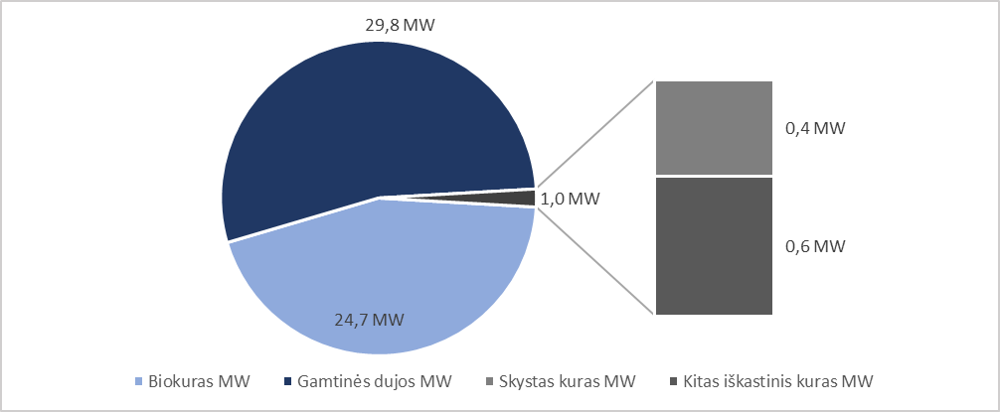 29,8 MW
0,4 MW
1,0 MW
0,6 MW
24,7 MW
Biokuras MW Gamtinės dujos MW Skystas kuras MW Kitas iškastinis kuras MW